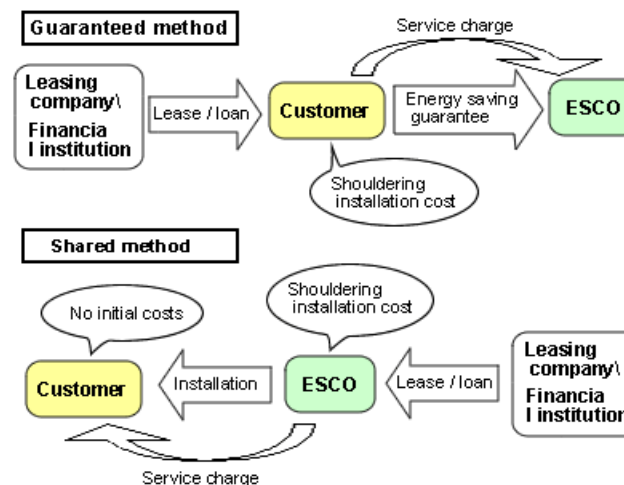 Guaranteed method
Service charge
Leasing
company\
Financia
l institution
Lease / loan
Customer
Energy saving
guarantee
ESCO
Shouldering
installation cost
Shared method
No initial costs
Shouldering
installation cost
Customer
Installation
ESCO
Lease / loan
Leasing
company\
Financia
l institution
Service charge